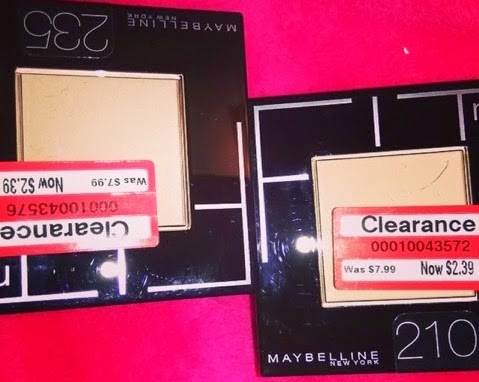 235
MAYBELLINE
NEW YORK
Was $7.99
Now $2.39
00010043576
Clearance
Clearance
00010043572
Was $7.99 Now $2.39
210
MAYBELLINE
NEW YORK